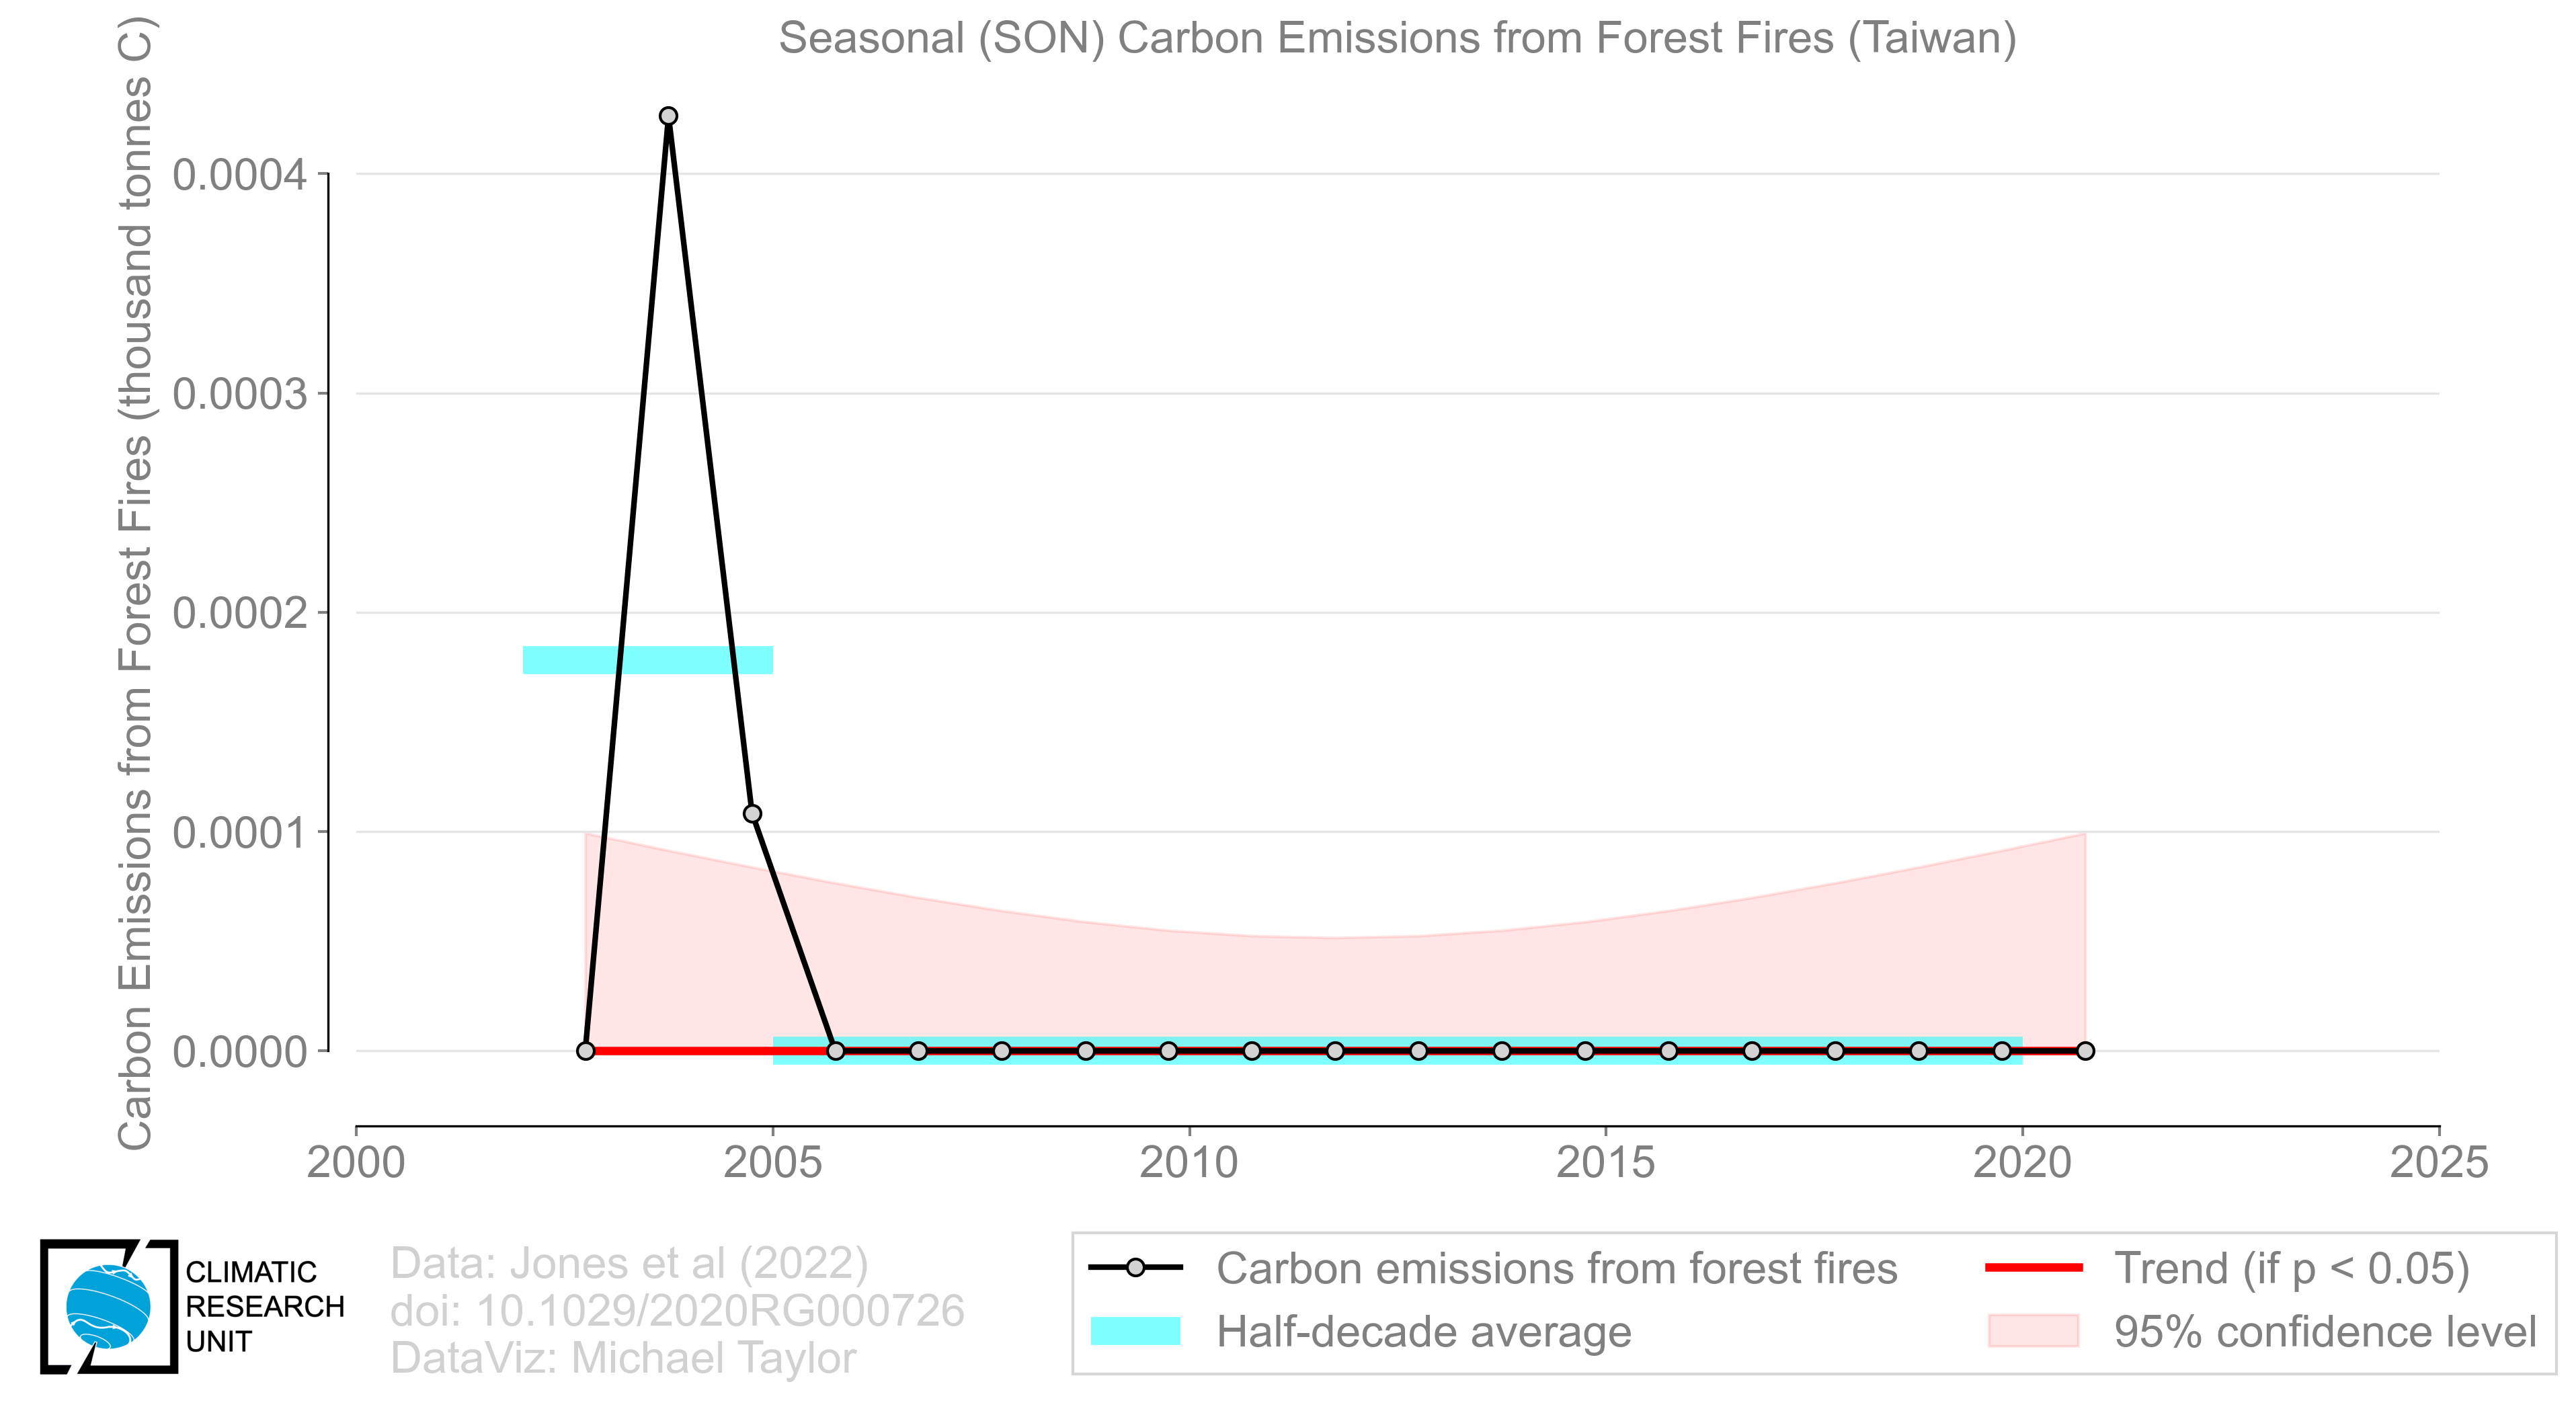 Seasonal (SON) Carbon Emissions from Forest Fires (Taiwan)
Carbon Emissions from Forest Fires (thousand tonnes C)
0.0004
0.0003
0.0002
0.0001
0.0000
2000 2005 2010 2015 2020 2025
CLIMATIC
RESEARCH
UNIT
Data: Jones et al (2022)
doi: 10.1029/2020RG000726
DataViz: Michael Taylor
Carbon emissions from forest fires
Half-decade average
Trend (if p < 0.05)
95% confidence level